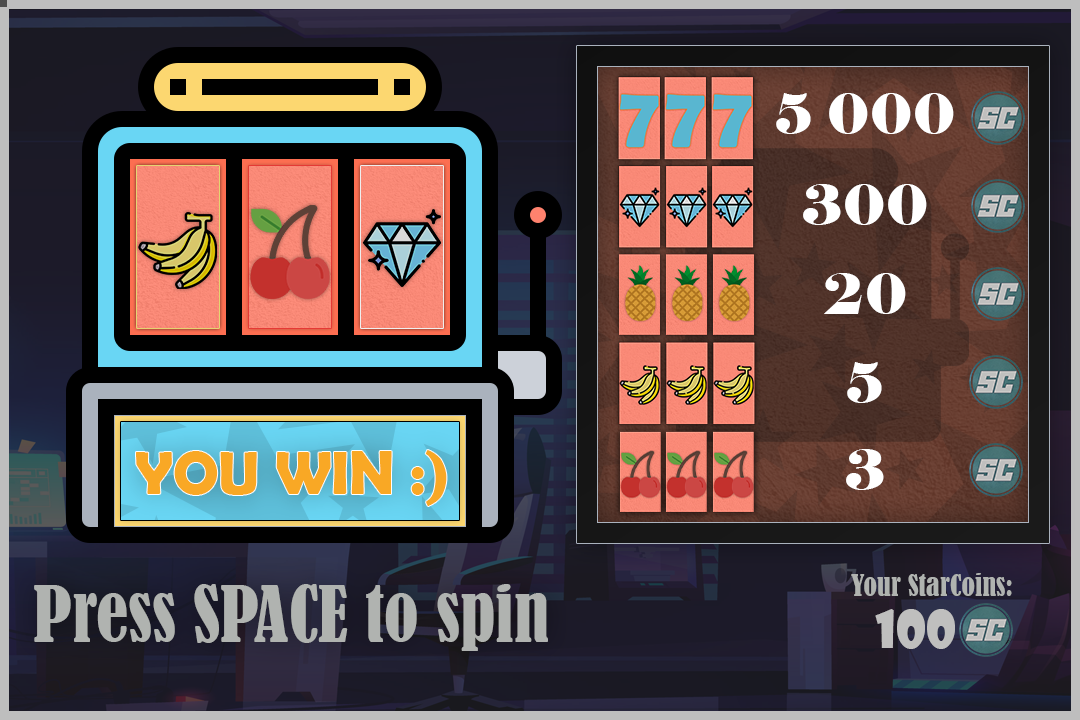 777 5 000 SC
300 SC
20 SC
5 SC
3 SC
YOU WIN :)
Press SPACE to spin
Your StarCoins:
100 SC